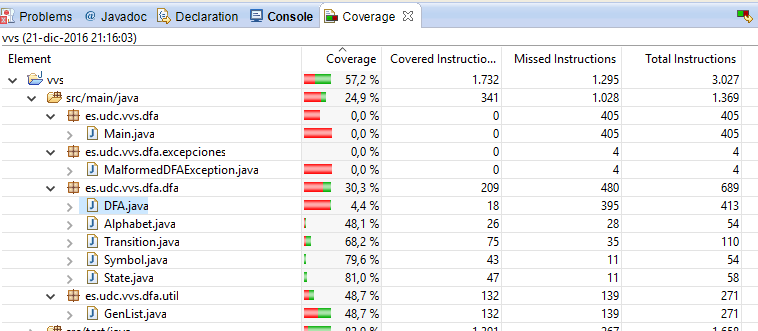 Problems @ Javadoc Declaration Console Coverage
vvs (21-dic-2016 21:16:03)
Element Coverage Covered Instructio... Missed Instructions Total Instructions
vvs 57,2 % 1.732 1.295 3.027
src/main/java 24,9 % 341 1.028 1.369
es.udc.vvs.dfa 0,0 % 0 405 405
Main.java 0,0 % 0 405 405
es.udc.vvs.dfa.excepciones 0,0 % 0 4 4
MalformedDFAException.java 0,0 % 0 4 4
es.udc.vvs.dfa.dfa 30,3 % 209 480 689
DFA.java 4,4 % 18 395 413
Alphabet.java 48,1 % 26 28 54
Transition.java 68,2 % 75 35 110
Symbol.java 79,6 % 43 11 54
State.java 81,0 % 47 11 58
es.udc.vvs.dfa.util 48,7 % 132 139 271
GenList.java 48,7 % 132 139 271
src/test/java 83,9 % 1.391 267 1.658